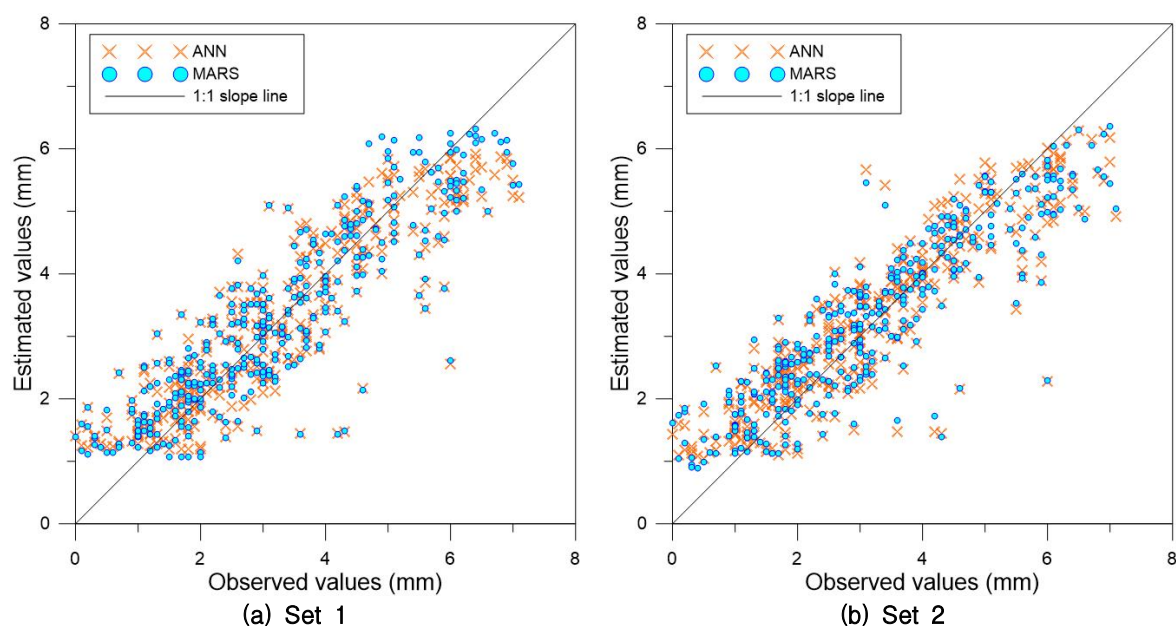 8
6
4
2
0
Estimated values (mm)
ANN
MARS
1:1 slope line
0
2
4
6
8
Observed values (mm)
(a) Set 1
8
6
4
2
0
Estimated values (mm)
ANN
MARS
1:1 slope line
0
2
4
6
8
Observed values (mm)
(b) Set 2